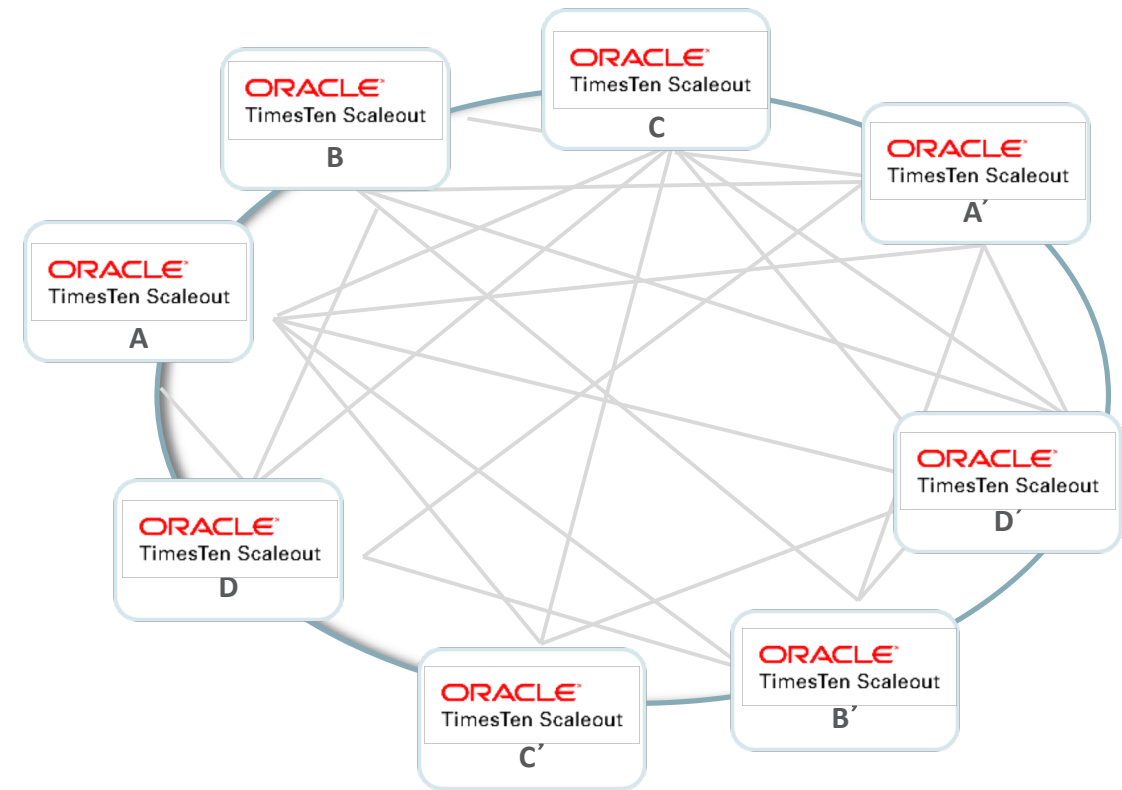 ORACLE
TimesTen Scaleout
C
ORACLE
TimesTen Scaleout
B
ORACLE
TimesTen Scaleout
A´
ORACLE
TimesTen Scaleout
A
ORACLE
TimesTen Scaleout
D´
ORACLE
TimesTen Scaleout
D
ORACLE
TimesTen Scaleout
B´
ORACLE
TimesTen Scaleout
C´